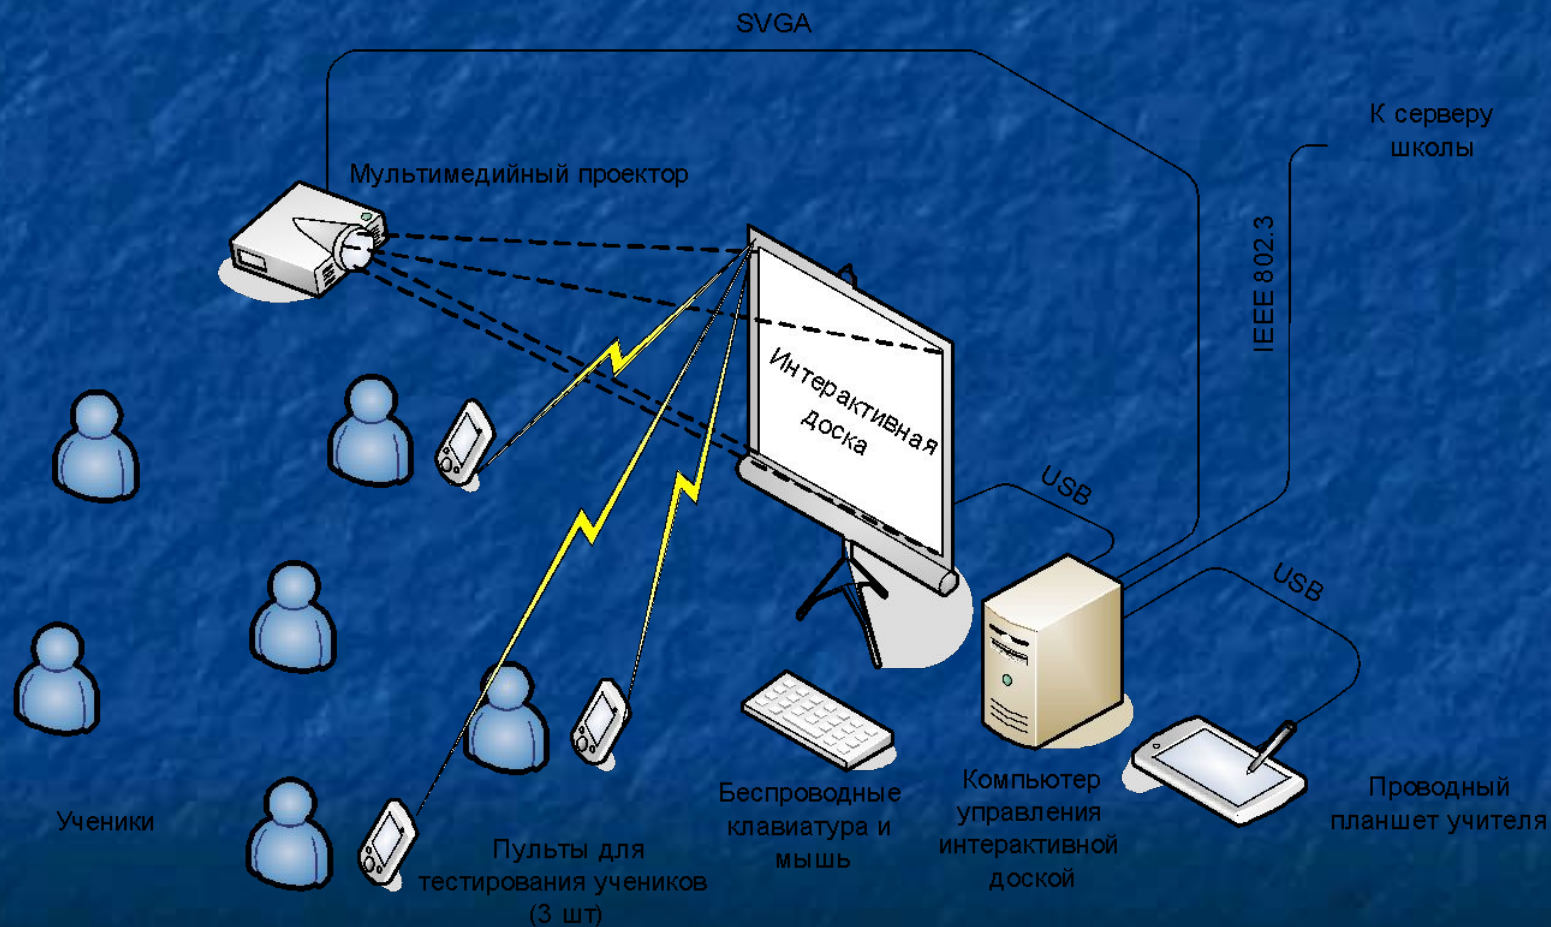 SVGA
К серверу
школы
Мультимедийный проектор
IEEE 802.3
Интерактивная
доска
USB
USB
Ученики
Пульты для
тестирования учеников
(3 шт)
Беспроводные
клавиатура и
мышь
Компьютер
управления
интерактивной
доской
Проводный
планшет учителя